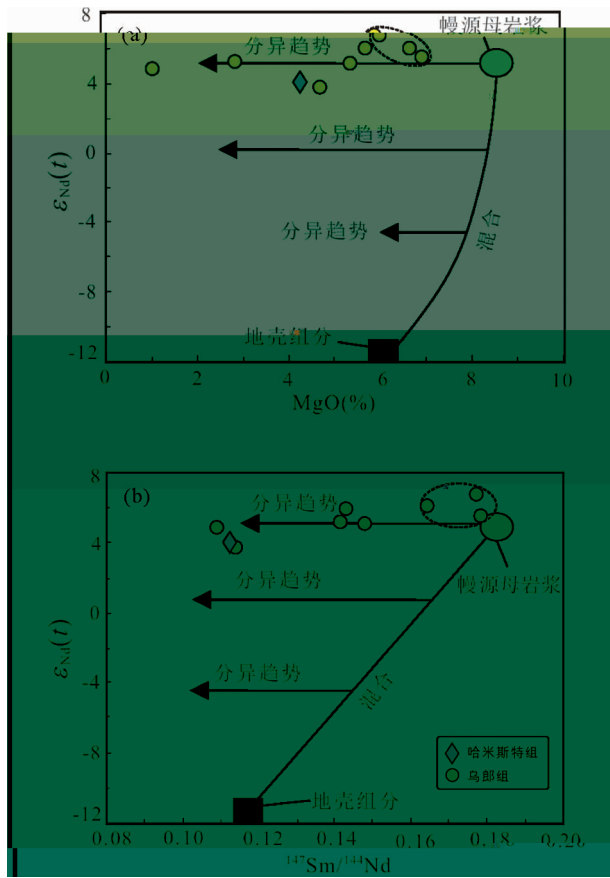 8
(a)
幔源母岩浆
分异趋势
4
εNd(t)
0
分异趋势
-4
分异趋势
混合
-8
地壳组分
-12
0
2
4
6
8
10
MgO(%)
8
(b)
分异趋势
4
幔源母岩浆
分异趋势
εNd(t)
0
-4
分异趋势
混合
-8
哈米斯特组
乌郎组
地壳组分
-12
0.08
0.10
0.12
0.14
0.16
0.18
0.20
¹⁴⁷Sm/¹⁴⁴Nd